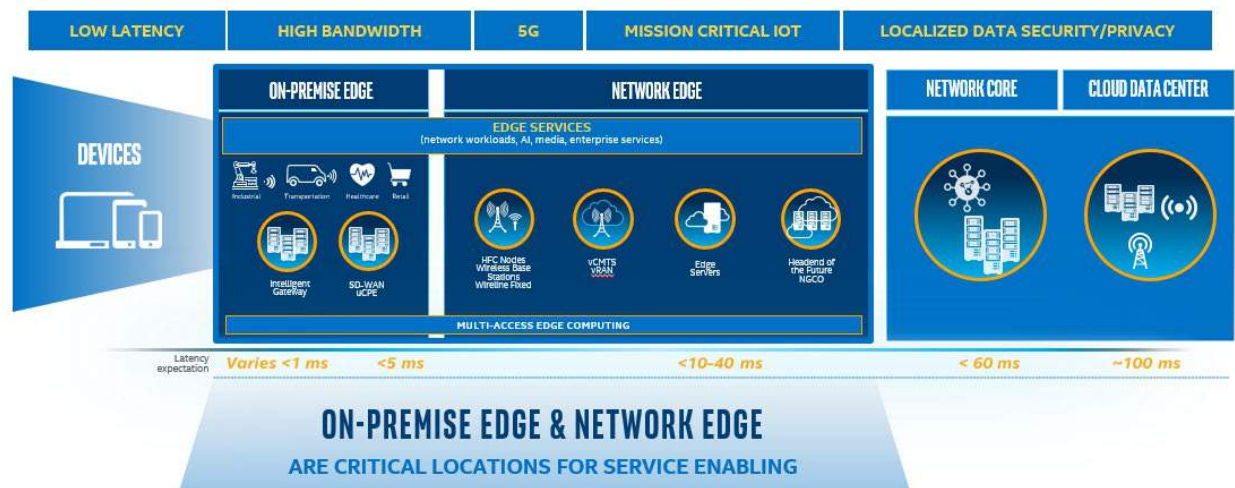 LOW LATENCY
HIGH BANDWIDTH
5G
MISSION CRITICAL IOT
LOCALIZED DATA SECURITY/PRIVACY
DEVICES
ON-PREMISE EDGE
NETWORK EDGE
NETWORK CORE
CLOUD DATA CENTER
EDGE SERVICES
(network workloads, AI, media, enterprise services)
Industrial
Transportation
Healthcare
Retail
Intelligent
Gateway
SD-WAN
uCPE
HFC Nodes
Wireless Base
Stations
Wireline Fixed
vCMTS
vRAN
Edge
Servers
Headend of
the Future
NGCO
MULTI-ACCESS EDGE COMPUTING
Latency
expectation
Varies <1 ms
<5 ms
<10-40 ms
< 60 ms
~100 ms
ON-PREMISE EDGE & NETWORK EDGE
ARE CRITICAL LOCATIONS FOR SERVICE ENABLING